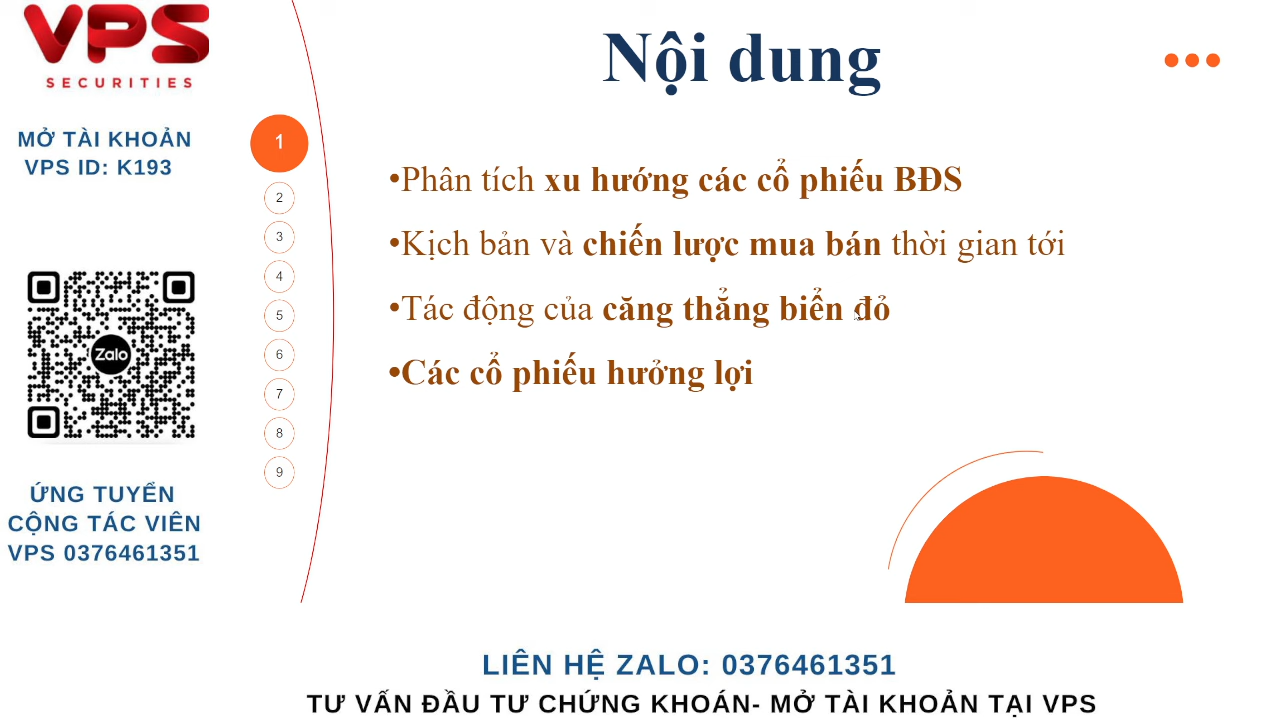 VPS
SECURITIES
MỞ TÀI KHOẢN
VPS ID: K193
Zalo
ỨNG TUYỂN
CỘNG TÁC VIÊN
VPS 0376461351
1
2
3
4
5
6
7
8
9
Nội dung
•Phân tích xu hướng các cổ phiếu BĐS
•Kịch bản và chiến lược mua bán thời gian tới
•Tác động của căng thẳng biển đỏ
•Các cổ phiếu hưởng lợi
LIÊN HỆ ZALO: 0376461351
TƯ VẤN ĐẦU TƯ CHỨNG KHOÁN- MỞ TÀI KHOẢN TẠI VPS